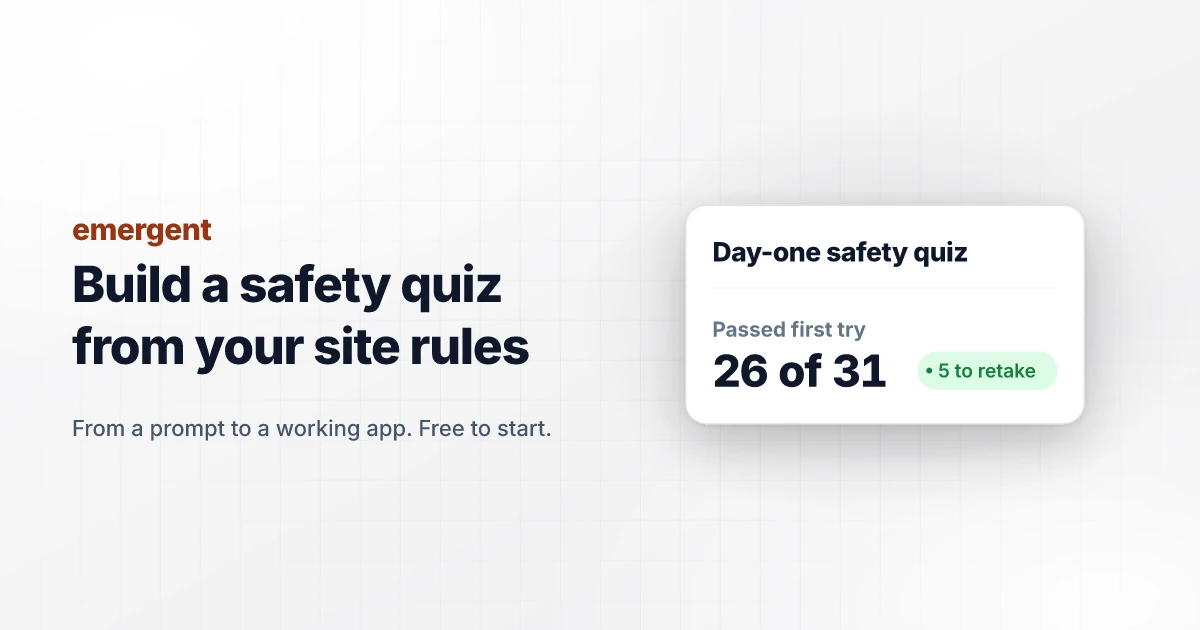 emergent
Build a safety quiz
from your site rules
From a prompt to a working app. Free to start.
Day-one safety quiz
Passed first try
26 of 31
• 5 to retake